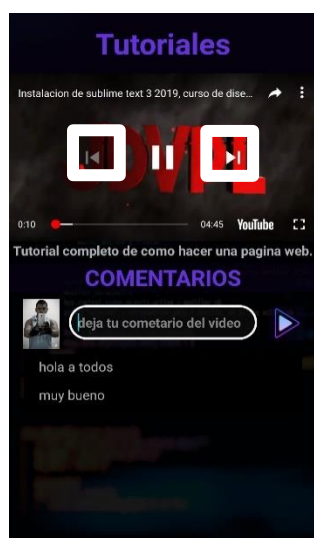 Tutoriales
Instalacion de sublime text 3 2019, curso de dise...
0:10
04:45
YouTube
Tutorial completo de como hacer una pagina web.
COMENTARIOS
deja tu cometario del video
hola a todos
muy bueno